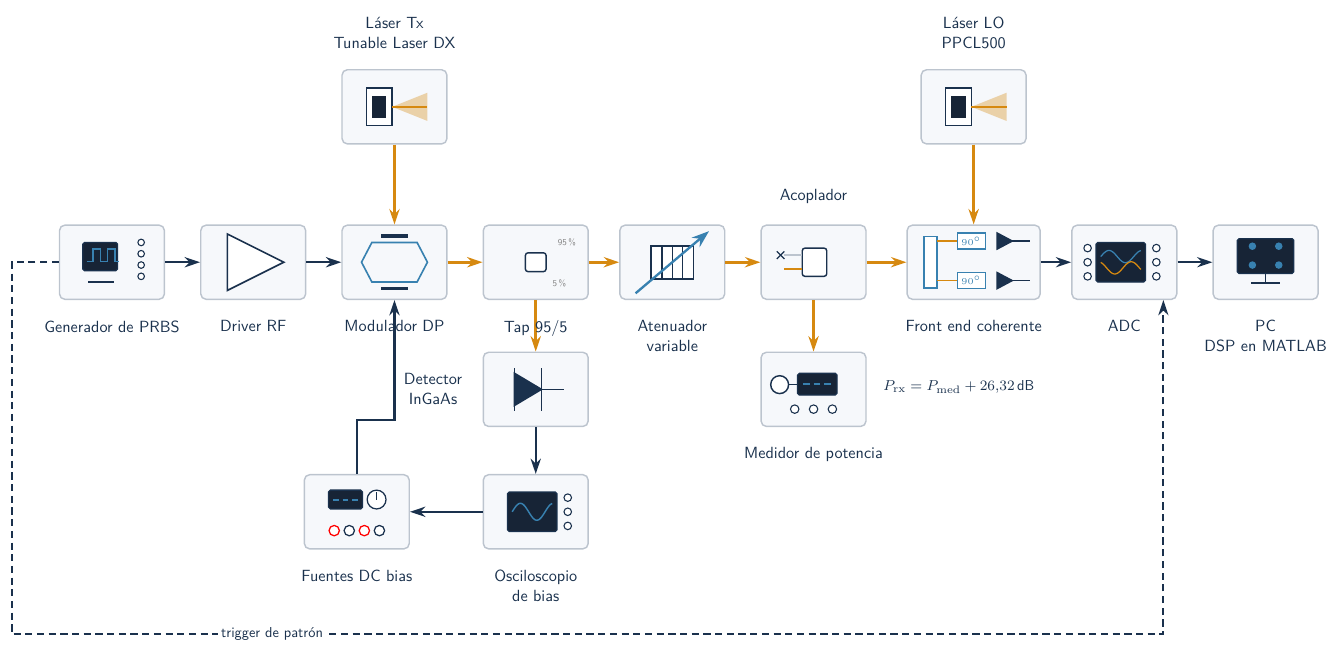 Láser Tx
Tunable Laser DX
Láser LO
PPCL500
Acoplador
95 %
5 %
90°
90°
Generador de PRBS
Driver RF
Modulador DP
Tap 95/5
Atenuador
variable
Front end coherente
ADC
PC
DSP en MATLAB
Detector
InGaAs
P_rx = P_med + 26,32 dB
Medidor de potencia
Fuentes DC bias
Osciloscopio
de bias
trigger de patrón